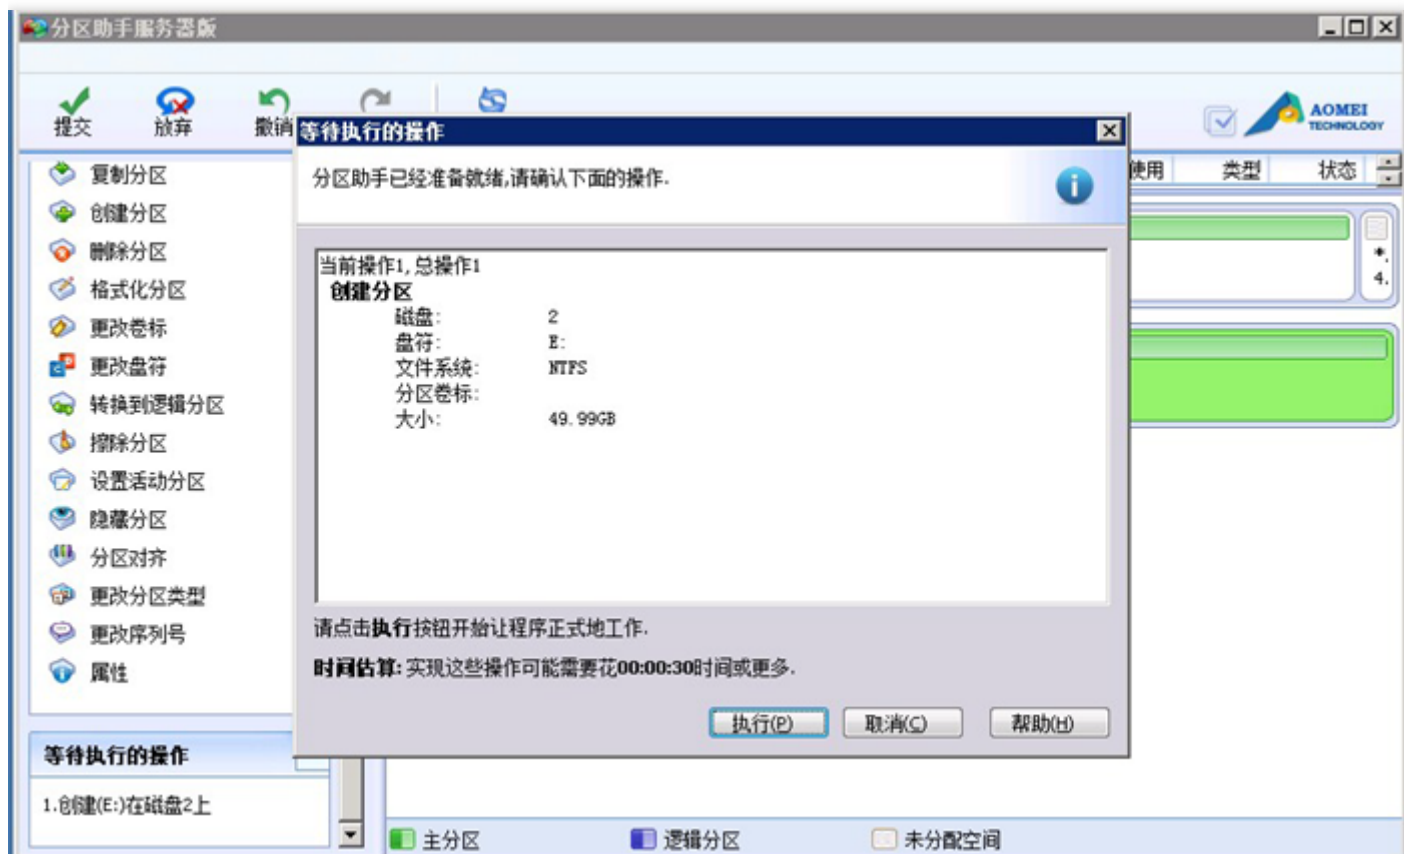 分区助手服务器版
提交
放弃
撤销
AOMEI
TECHNOLOGY
使用 类型 状态
复制分区
创建分区
删除分区
格式化分区
更改卷标
更改盘符
转换到逻辑分区
擦除分区
设置活动分区
隐藏分区
分区对齐
更改分区类型
更改序列号
属性
等待执行的操作
1.创建(E:)在磁盘2上
等待执行的操作
分区助手已经准备就绪,请确认下面的操作.
当前操作1,总操作1
创建分区
磁盘: 2
盘符: E:
文件系统: NTFS
分区卷标:
大小: 49.99GB
请点击执行按钮开始让程序正式地工作.
时间估算: 实现这些操作可能需要花00:00:30时间或更多.
执行(P) 取消(C) 帮助(H)
*.
4.
主分区 逻辑分区 未分配空间